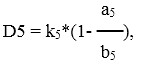 D5 = k₅*(1- a₅/b₅),